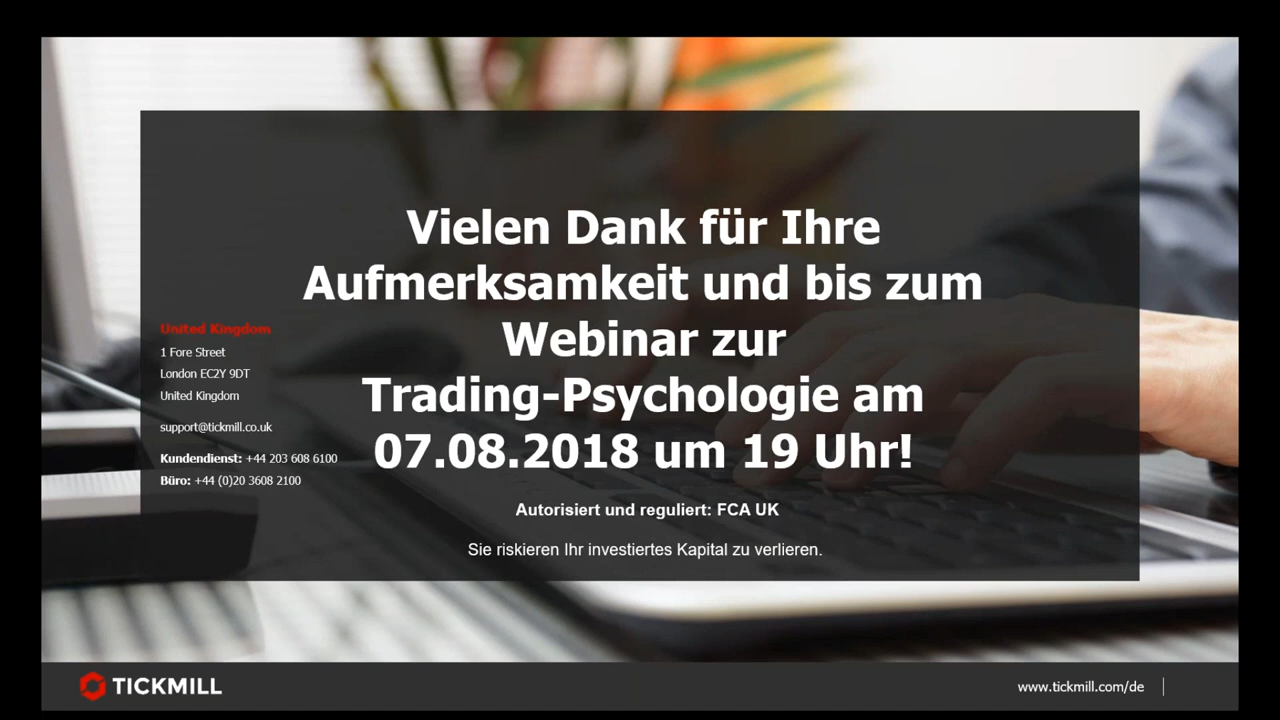 Vielen Dank für Ihre
Aufmerksamkeit und bis zum
Webinar zur
Trading-Psychologie am
07.08.2018 um 19 Uhr!
United Kingdom
1 Fore Street
London EC2Y 9DT
United Kingdom
support@tickmill.co.uk
Kundendienst: +44 203 608 6100
Büro: +44 (0)20 3608 2100
Autorisiert und reguliert: FCA UK
Sie riskieren Ihr investiertes Kapital zu verlieren.
TICKMILL
www.tickmill.com/de